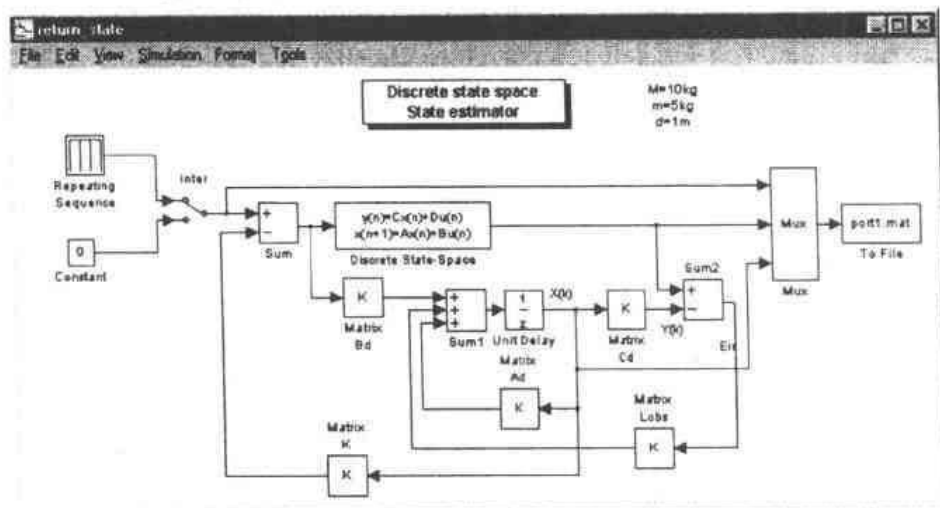 return state
File Edit View Simulation Format Tools
Discrete state space
State estimator
M=10kg
m=5kg
d=1m
Repeating
Sequence
Inter
0
Constant
+
−
Sum
y(n)=Cx(n)+Du(n)
x(n+1)=Ax(n)+Bu(n)
Discrete State-Space
Mux
Mux
port1.mat
To File
K
Matrix
Bd
+
+
+
Sum1
1
z
Unit Delay
X(k)
K
Matrix
Cd
Y(k)
Sum2
+
−
Err
Matrix
Ad
K
Matrix
Lobs
K
Matrix
K
K